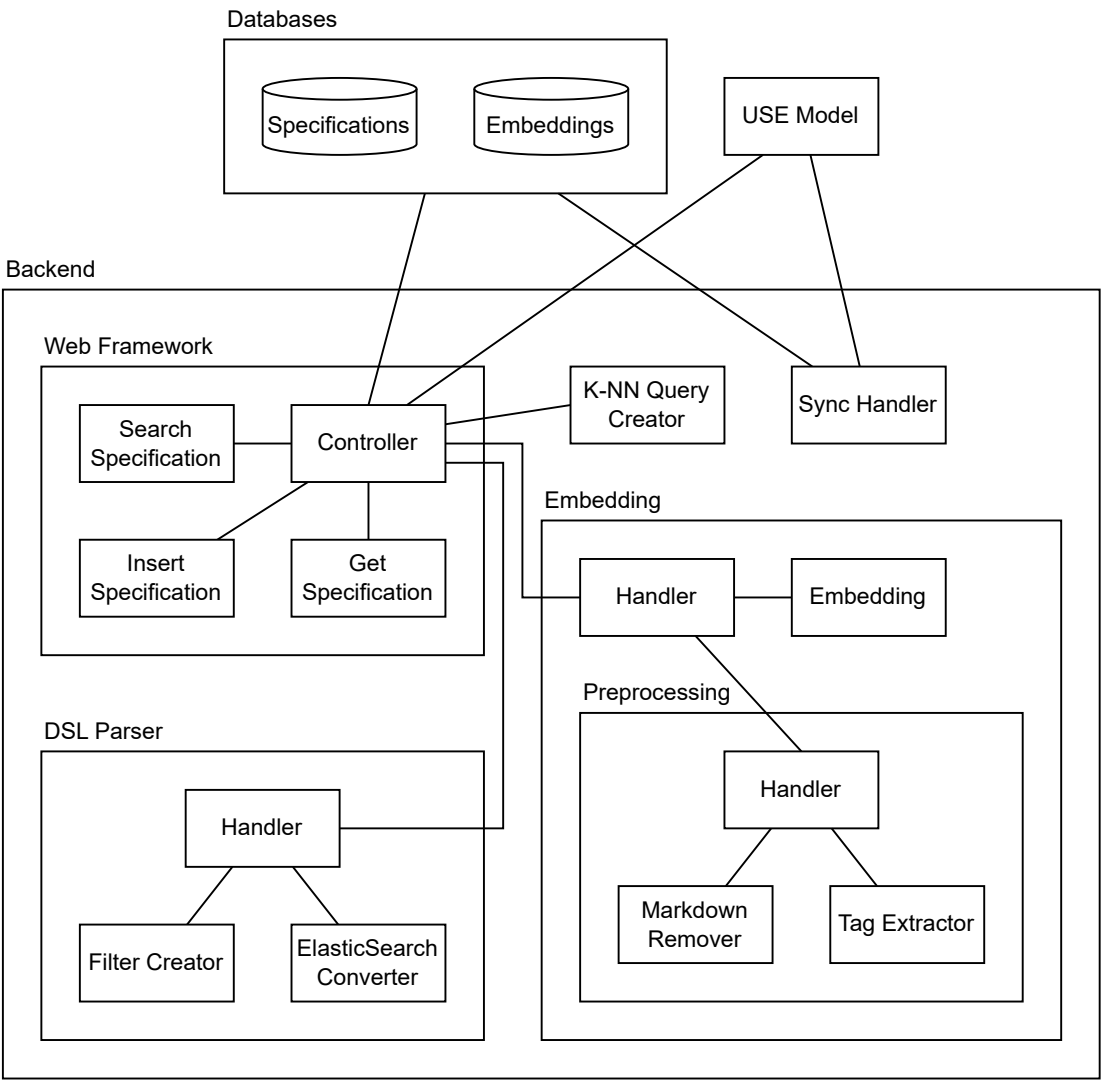 Databases
Specifications
Embeddings
USE Model
Backend
Web Framework
Search
Specification
Controller
K-NN Query
Creator
Sync Handler
Insert
Specification
Get
Specification
Embedding
Handler
Embedding
Preprocessing
Handler
Markdown
Remover
Tag Extractor
DSL Parser
Handler
Filter Creator
ElasticSearch
Converter